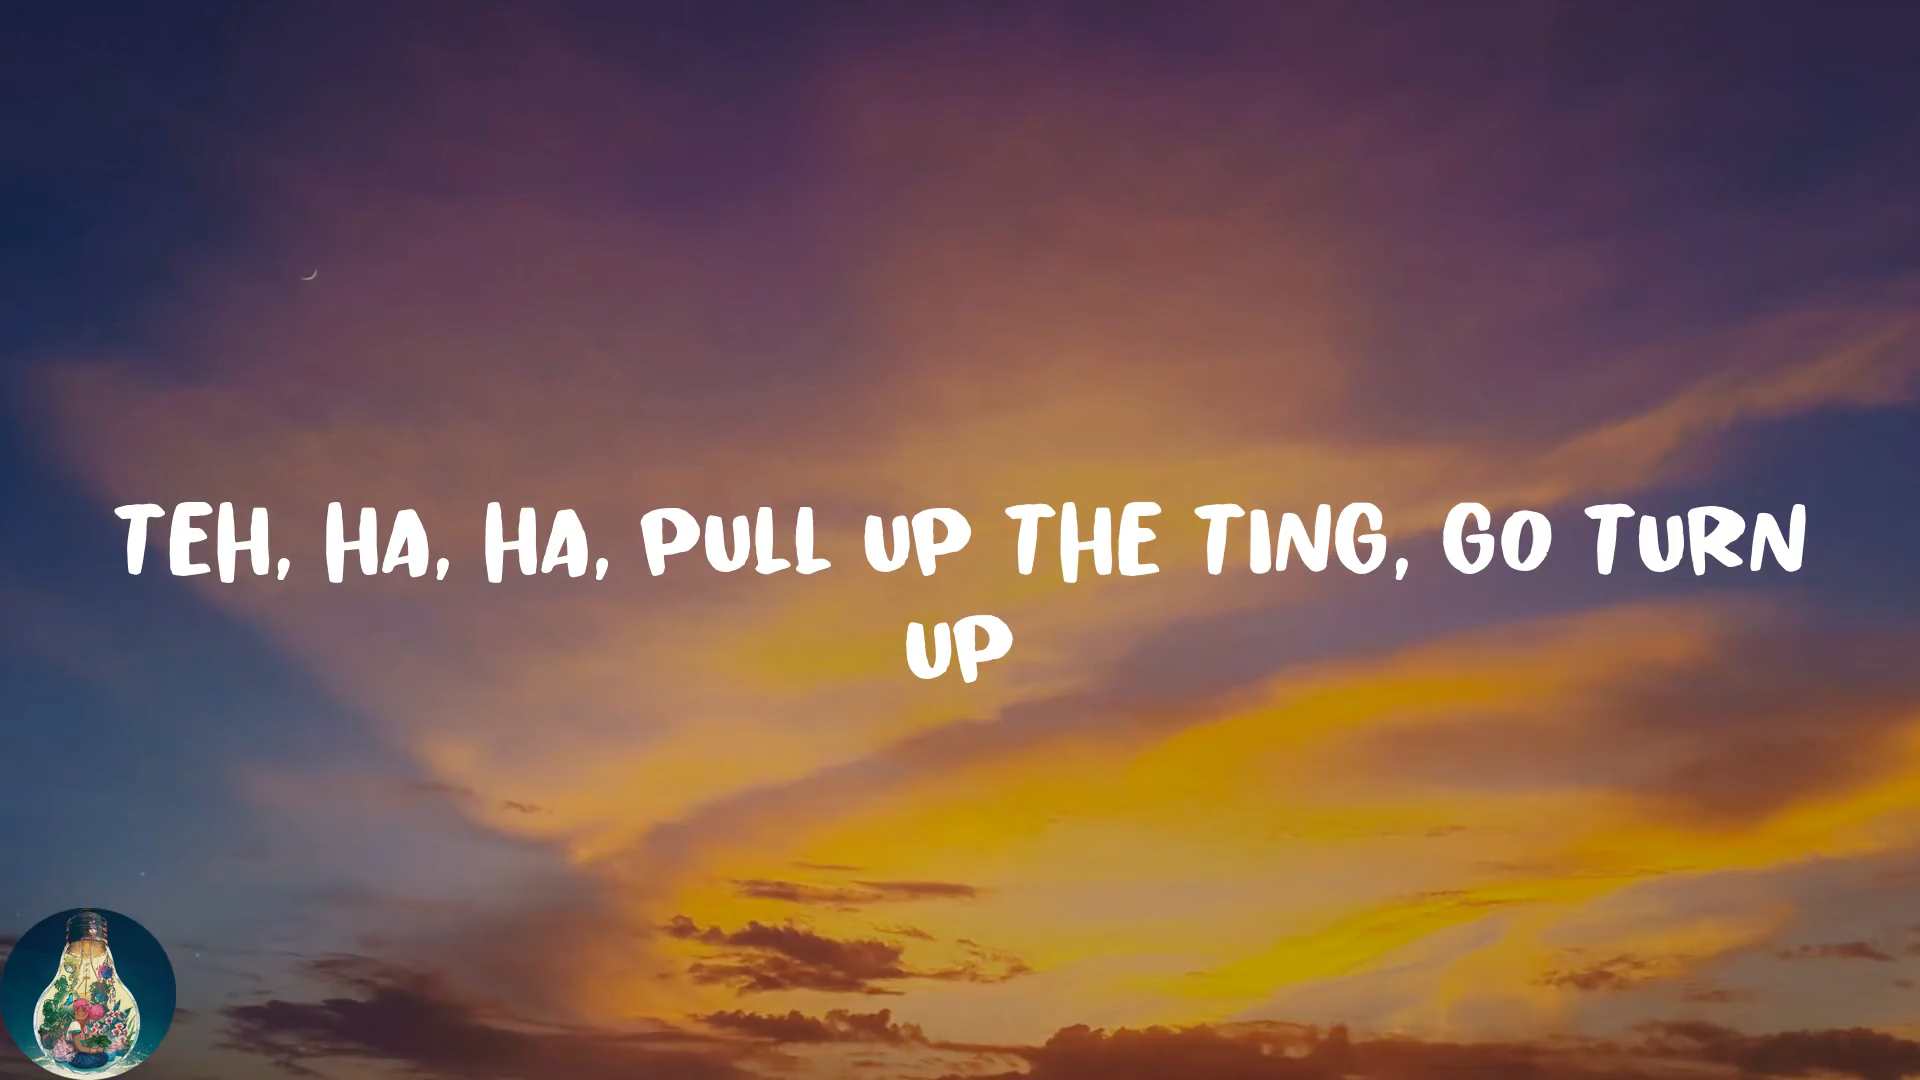 TEH, HA, HA, PULL UP THE TING, GO TURN
UP